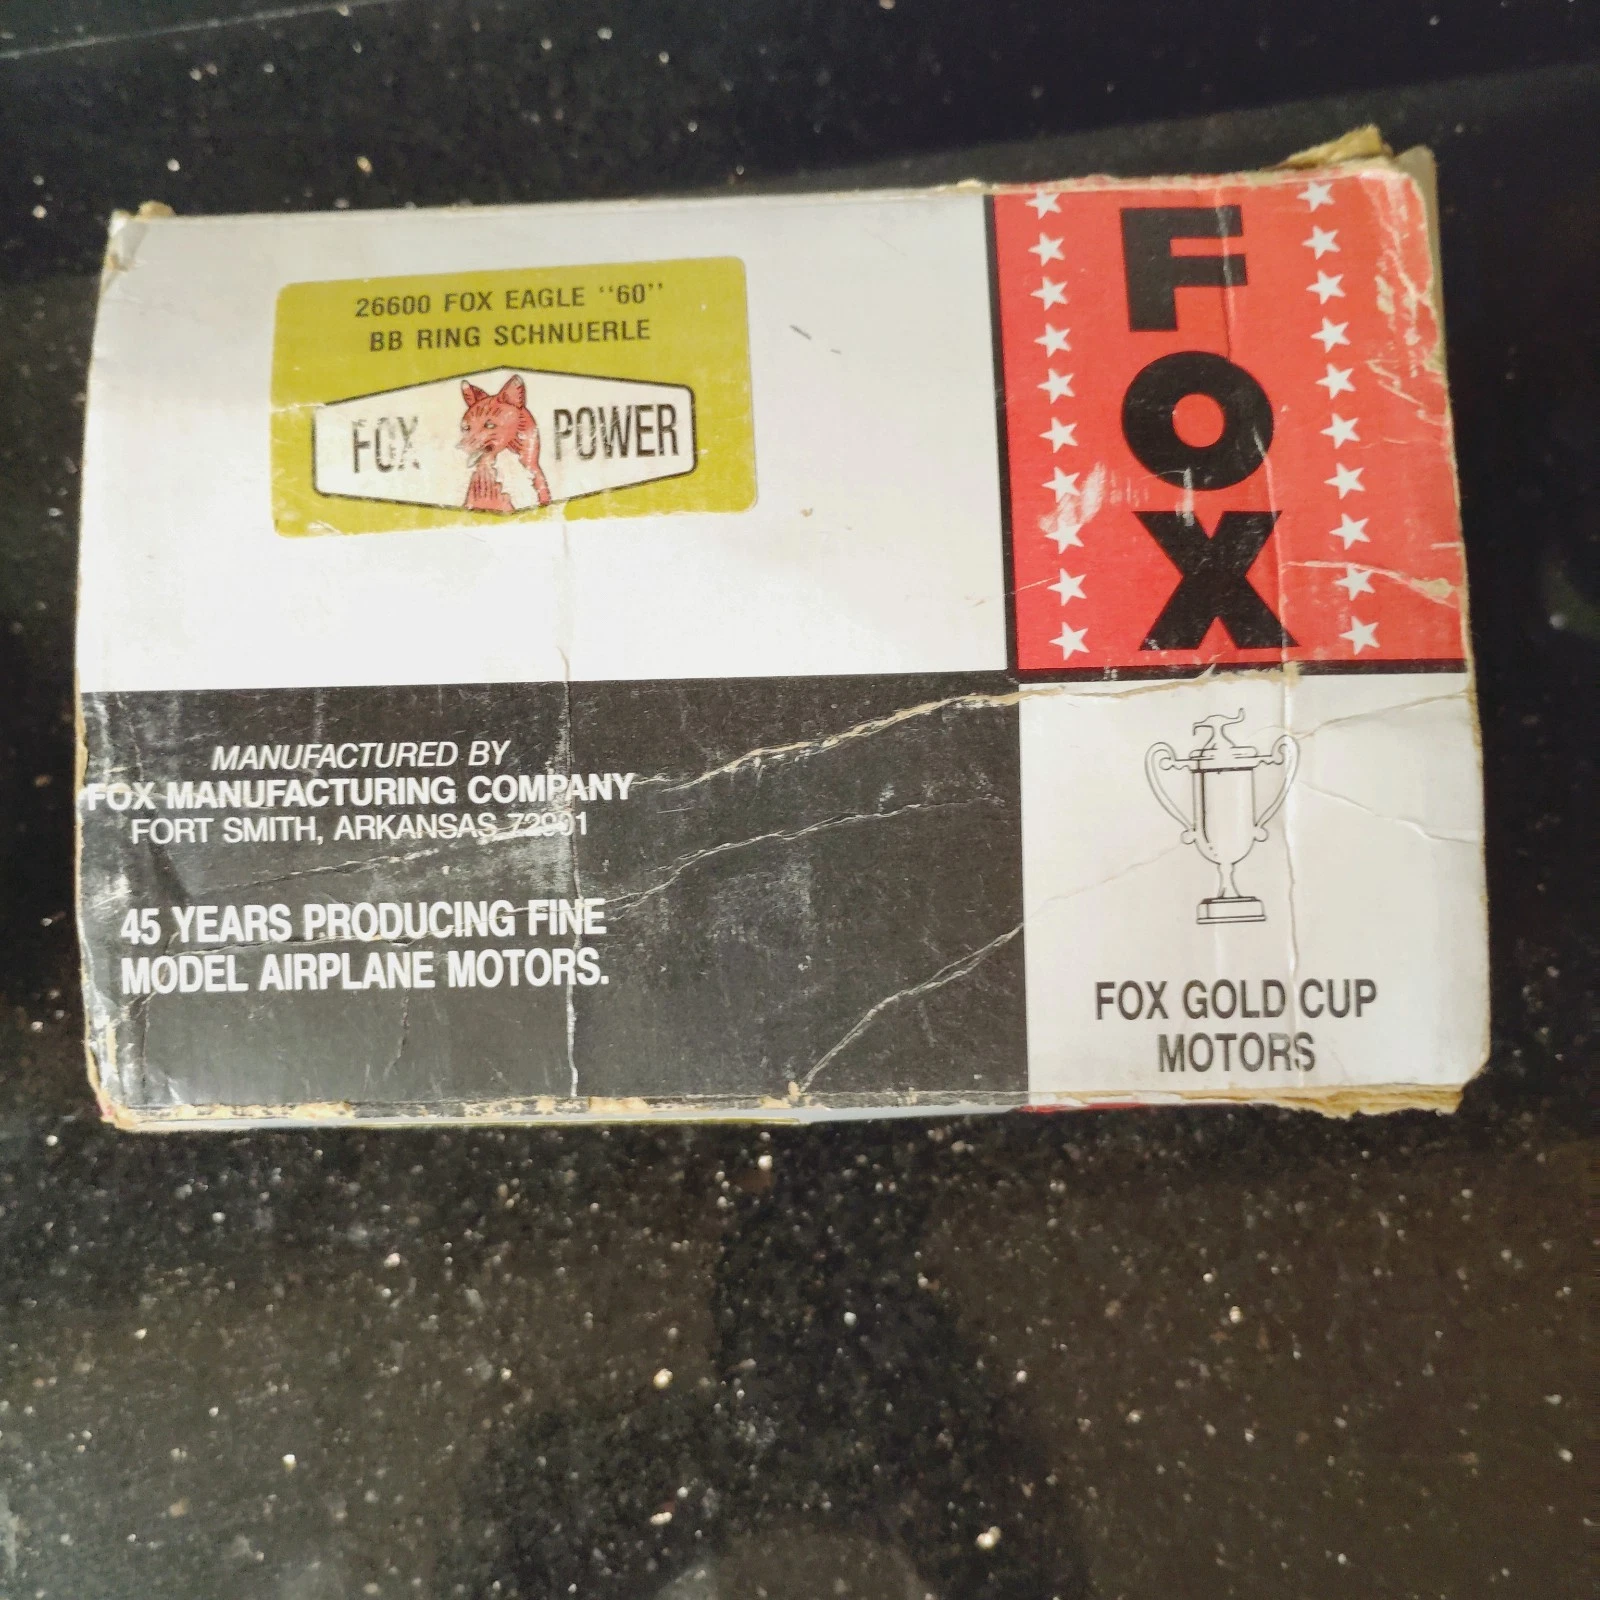 26600 FOX EAGLE "60"
BB RING SCHNUERLE
FOX POWER
FOX
MANUFACTURED BY
FOX MANUFACTURING COMPANY
FORT SMITH, ARKANSAS 72901
45 YEARS PRODUCING FINE
MODEL AIRPLANE MOTORS.
FOX GOLD CUP
MOTORS